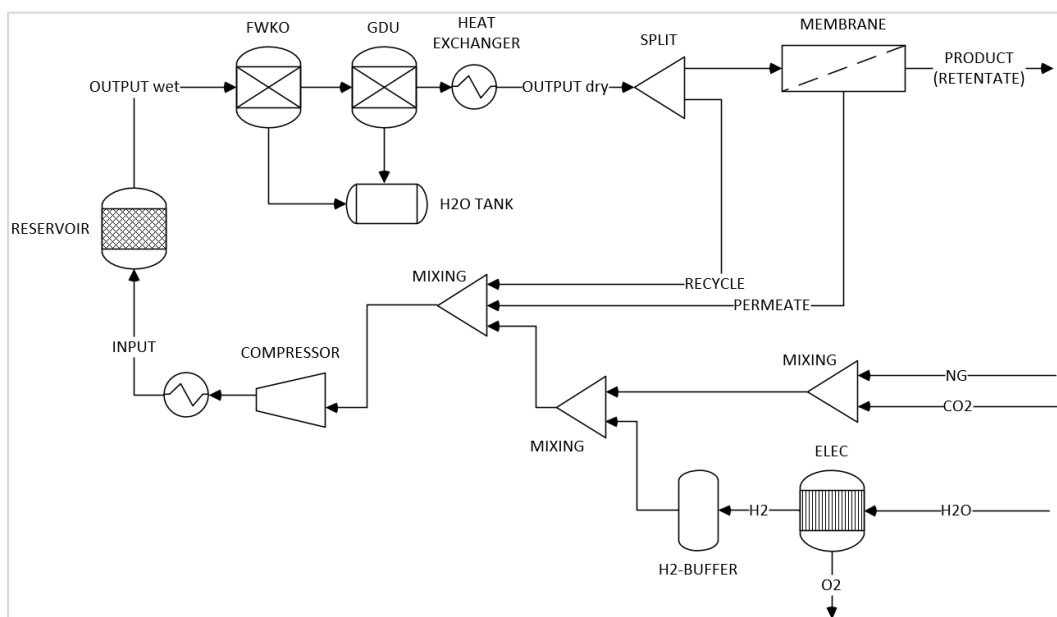 FWKO
GDU
HEAT
EXCHANGER
SPLIT
MEMBRANE
PRODUCT
(RETENTATE)
OUTPUT wet
OUTPUT dry
H2O TANK
RESERVOIR
MIXING
RECYCLE
PERMEATE
INPUT
COMPRESSOR
MIXING
NG
CO2
MIXING
ELEC
H2
H2O
H2-BUFFER
O2